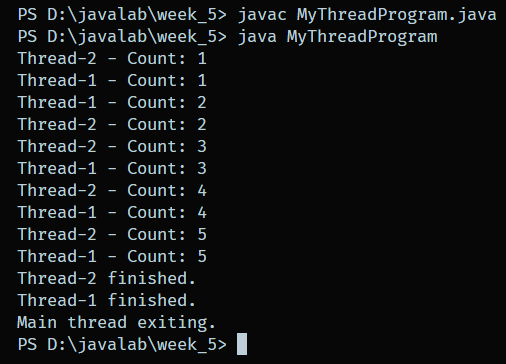 PS D:\javalab\week_5> javac MyThreadProgram.java
PS D:\javalab\week_5> java MyThreadProgram
Thread-2 - Count: 1
Thread-1 - Count: 1
Thread-1 - Count: 2
Thread-2 - Count: 2
Thread-2 - Count: 3
Thread-1 - Count: 3
Thread-2 - Count: 4
Thread-1 - Count: 4
Thread-2 - Count: 5
Thread-1 - Count: 5
Thread-2 finished.
Thread-1 finished.
Main thread exiting.
PS D:\javalab\week_5>